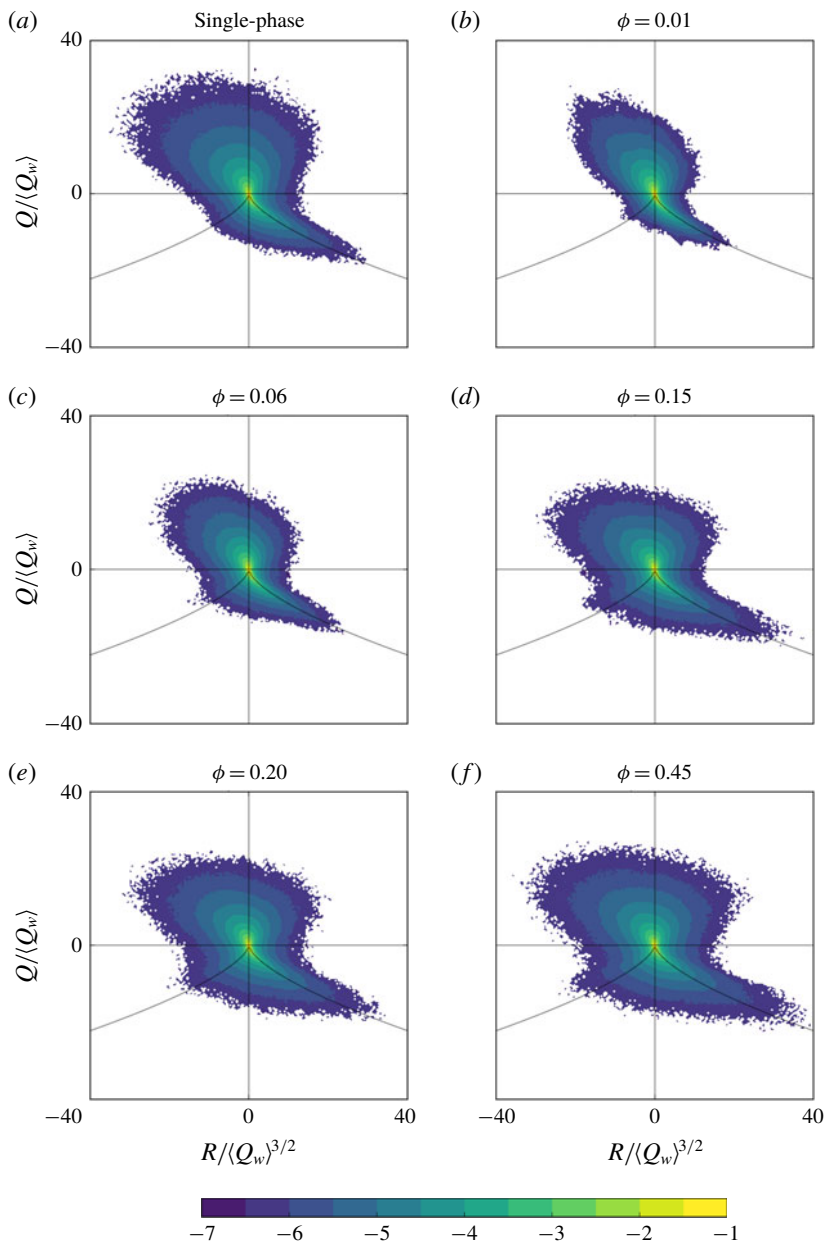 (a) Single-phase (b) ϕ = 0.01
40
0
−40
Q/⟨Q_w⟩
(c) ϕ = 0.06 (d) ϕ = 0.15
40
0
−40
Q/⟨Q_w⟩
(e) ϕ = 0.20 (f) ϕ = 0.45
40
0
−40
Q/⟨Q_w⟩
0 40 −40 0 40
R/⟨Q_w⟩^{3/2} R/⟨Q_w⟩^{3/2}
−7 −6 −5 −4 −3 −2 −1